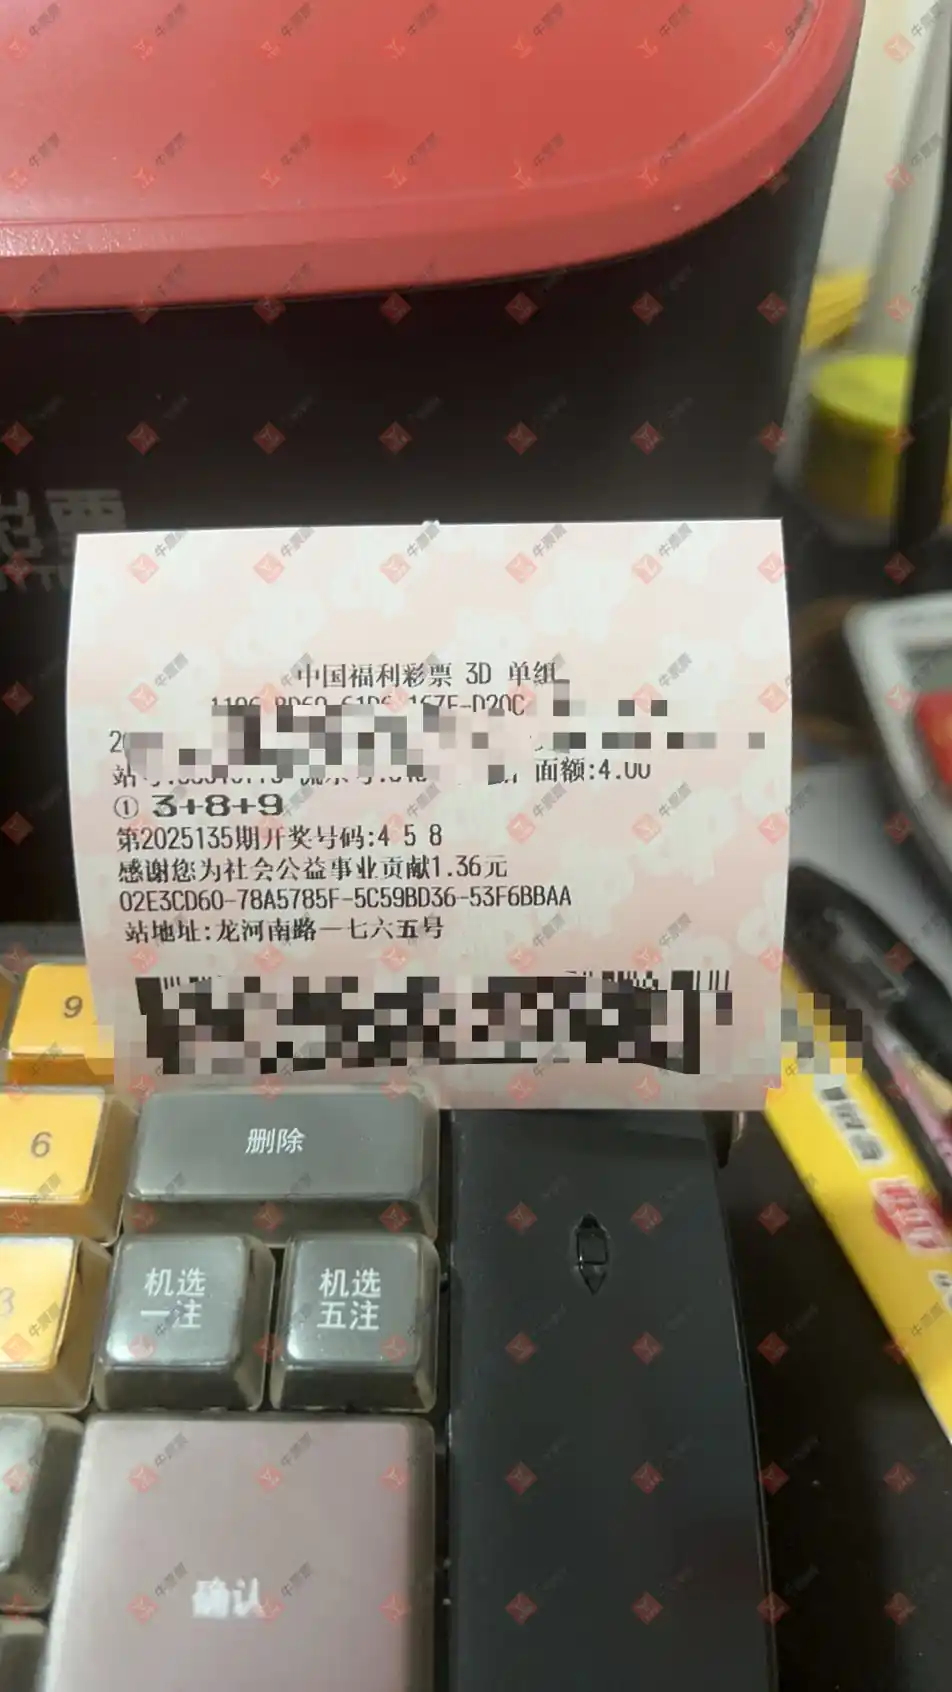 中国福利彩票 3D 单组
面额:4.00
① 3+8+9
第2025135期开奖号码:4 5 8
感谢您为社会公益事业贡献1.36元
02E3CD60-78A5785F-5C59BD36-53F6BBAA
站地址:龙河南路一七六五号
9
6
删除
3
机选
一注
机选
五注
确认
牛票票